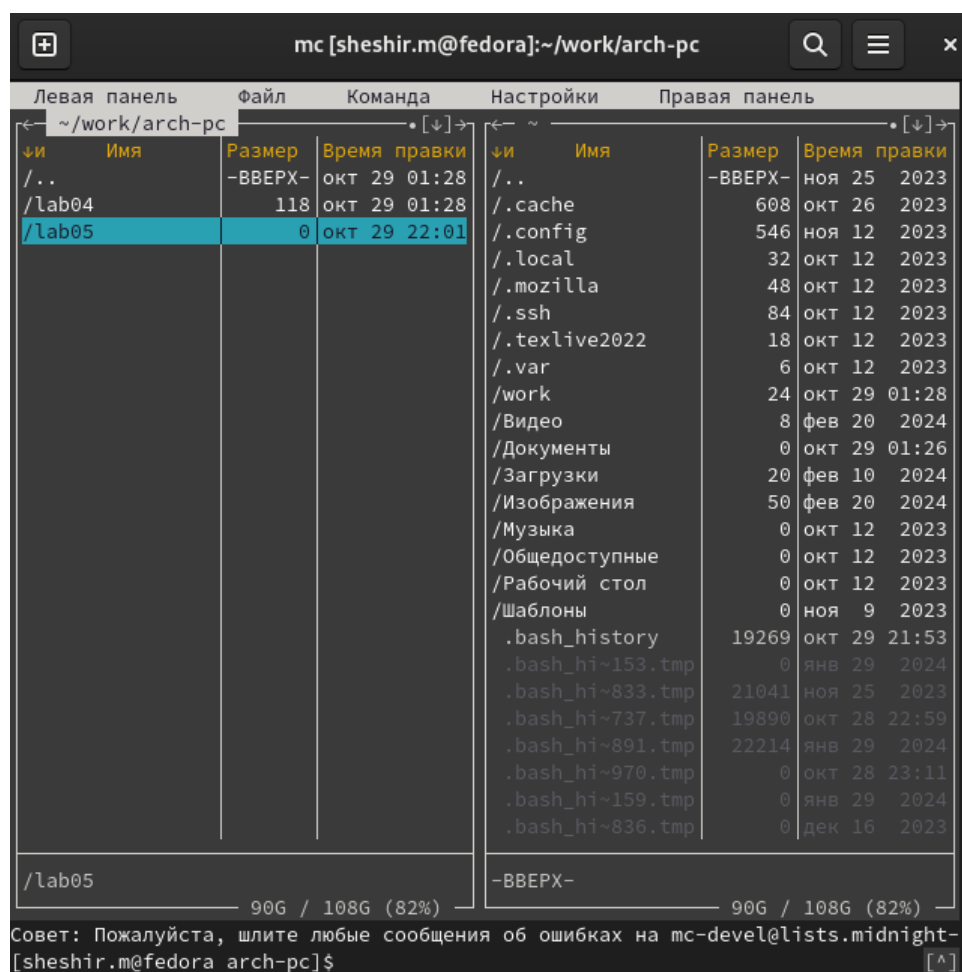 mc [sheshir.m@fedora]:~/work/arch-pc
Левая панель Файл Команда Настройки Правая панель
~/work/arch-pc [↓] ~ [↓]
↓и Имя Размер Время правки ↓и Имя Размер Время правки
/.. -ВВЕРХ- окт 29 01:28 /.. -ВВЕРХ- ноя 25 2023
/lab04 118 окт 29 01:28 /.cache 608 окт 26 2023
/lab05 0 окт 29 22:01 /.config 546 ноя 12 2023
/.local 32 окт 12 2023
/.mozilla 48 окт 12 2023
/.ssh 84 окт 12 2023
/.texlive2022 18 окт 12 2023
/.var 6 окт 12 2023
/work 24 окт 29 01:28
/Видео 8 фев 20 2024
/Документы 0 окт 29 01:26
/Загрузки 20 фев 10 2024
/Изображения 50 фев 20 2024
/Музыка 0 окт 12 2023
/Общедоступные 0 окт 12 2023
/Рабочий стол 0 окт 12 2023
/Шаблоны 0 ноя 9 2023
.bash_history 19269 окт 29 21:53
.bash_hi~153.tmp 0 янв 29 2024
.bash_hi~833.tmp 21041 ноя 25 2023
.bash_hi~737.tmp 19890 окт 28 22:59
.bash_hi~891.tmp 22214 янв 29 2024
.bash_hi~970.tmp 0 окт 28 23:11
.bash_hi~159.tmp 0 янв 29 2024
.bash_hi~836.tmp 0 дек 16 2023
/lab05 -ВВЕРХ-
90G / 108G (82%) 90G / 108G (82%)
Совет: Пожалуйста, шлите любые сообщения об ошибках на mc-devel@lists.midnight-
[sheshir.m@fedora arch-pc]$ [^]